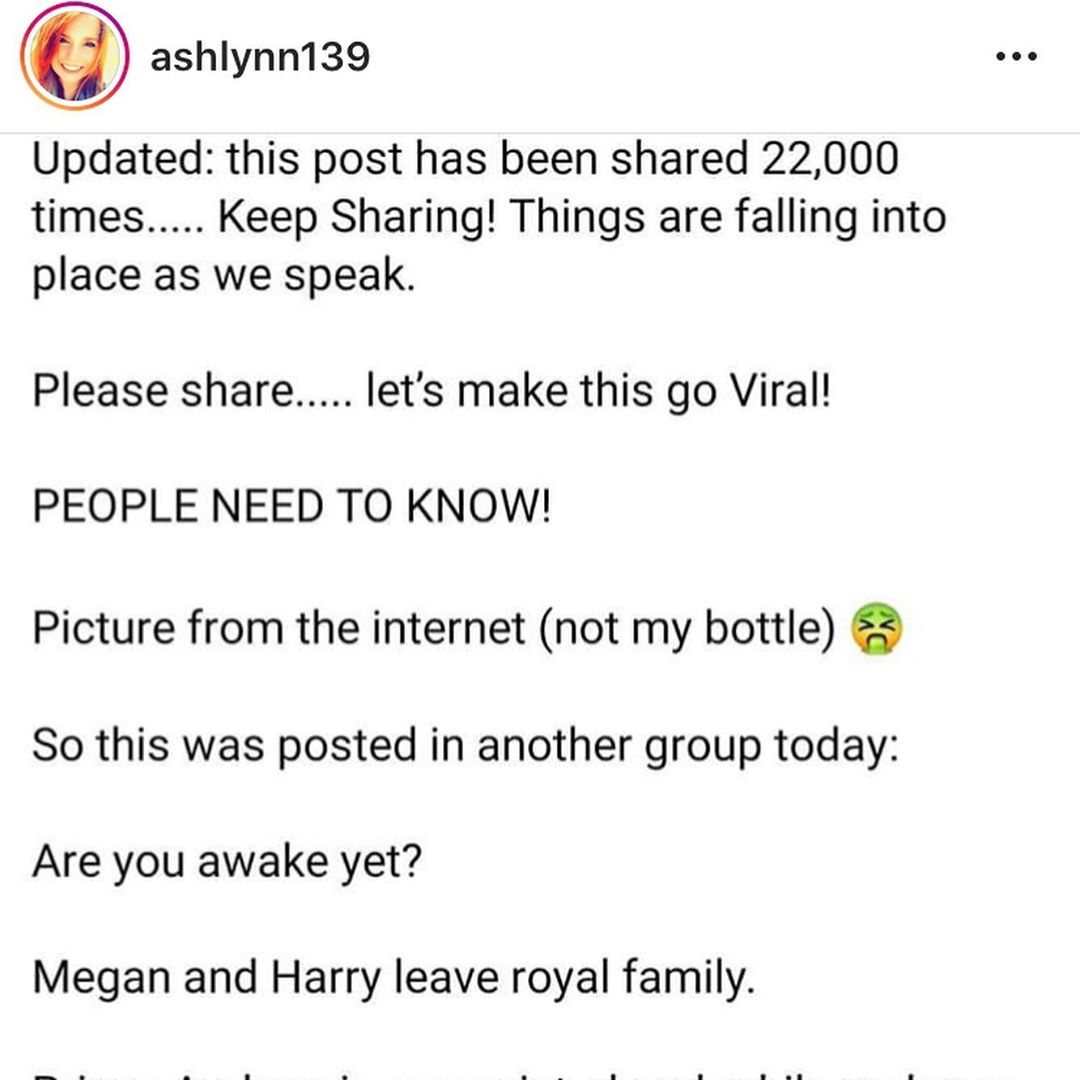 ashlynn139
Updated: this post has been shared 22,000
times..... Keep Sharing! Things are falling into
place as we speak.
Please share..... let's make this go Viral!
PEOPLE NEED TO KNOW!
Picture from the internet (not my bottle) 🤮
So this was posted in another group today:
Are you awake yet?
Megan and Harry leave royal family.